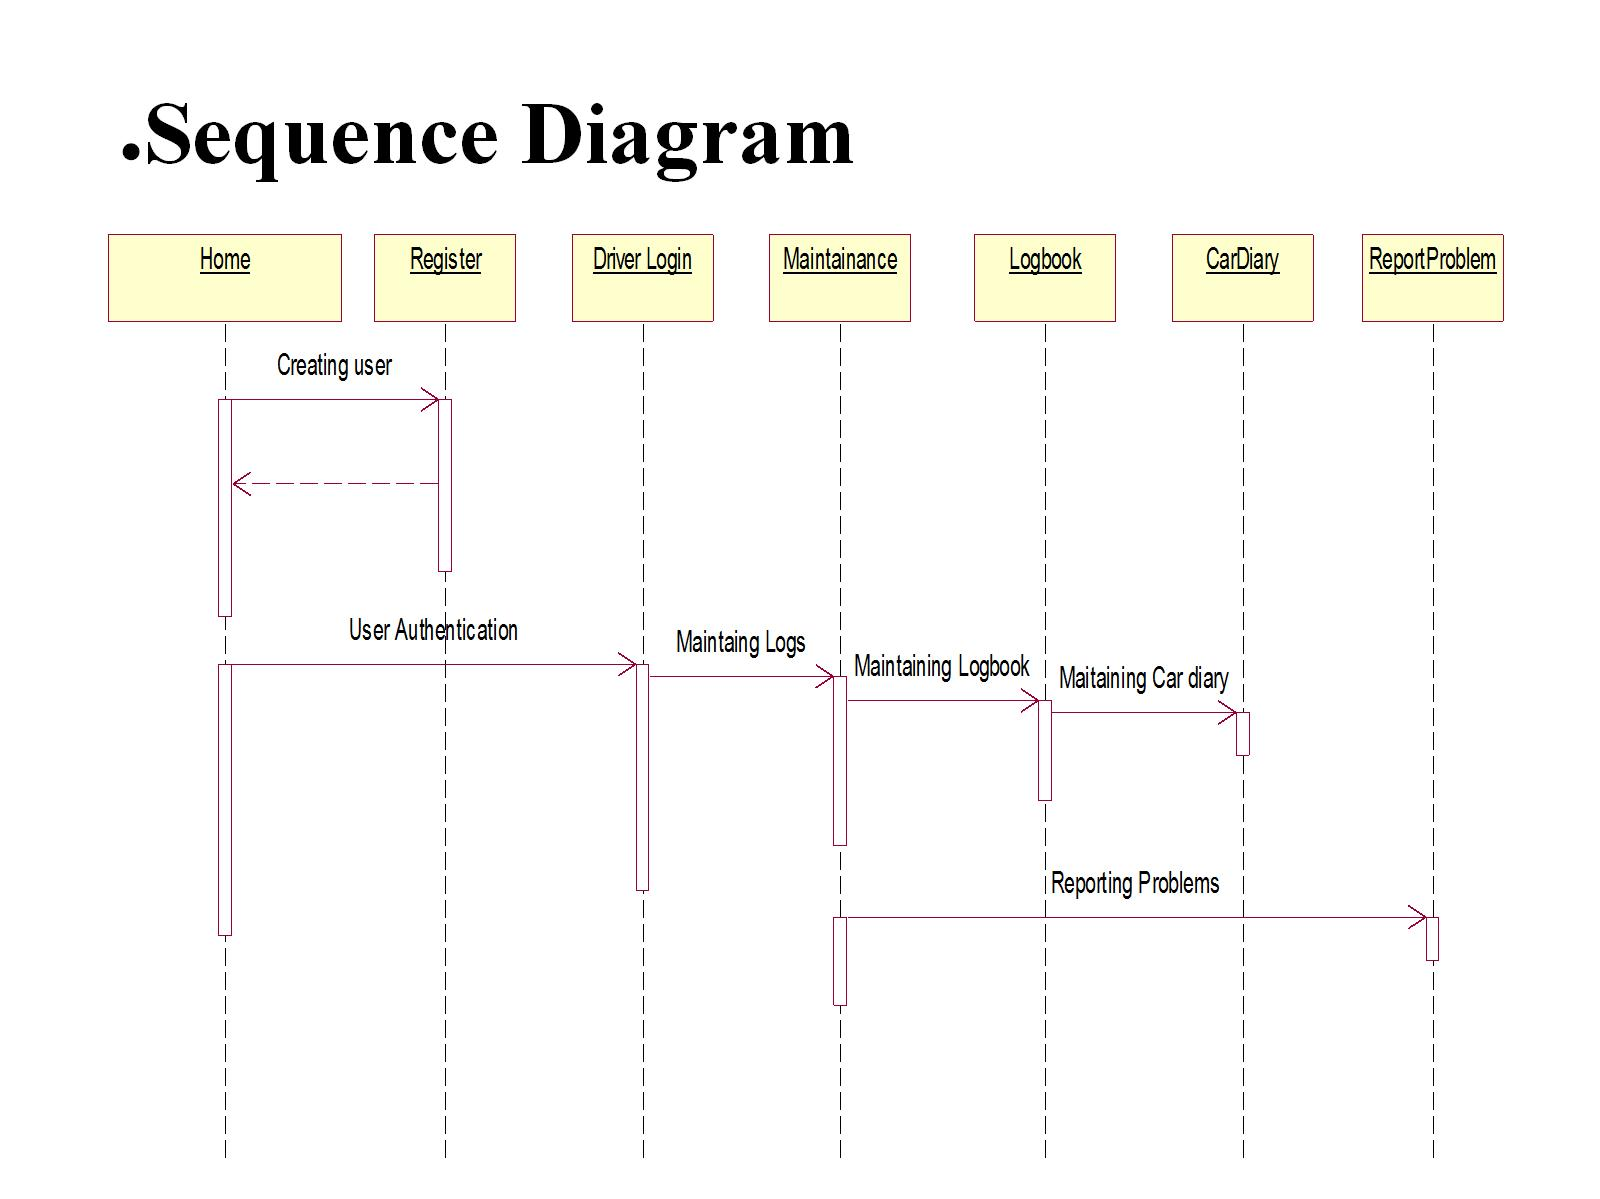 .Sequence Diagram
Home
Register
Driver Login
Maintainance
Logbook
CarDiary
ReportProblem
Creating user
User Authentication
Maintaing Logs
Maintaining Logbook
Maitaining Car diary
Reporting Problems